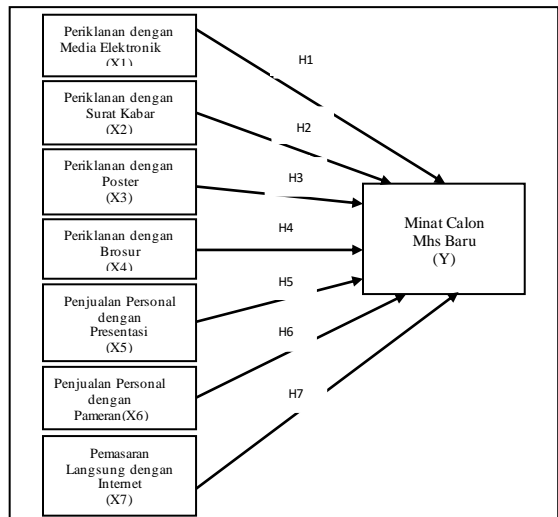 Periklanan dengan
Media Elektronik
(X1)
H1
Periklanan dengan
Surat Kabar
(X2)
H2
Periklanan dengan
Poster
(X3)
H3
Periklanan dengan
Brosur
(X4)
H4
Penjualan Personal
dengan
Presentasi
(X5)
H5
Penjualan Personal
dengan
Pameran(X6)
H6
Pemasaran
Langsung dengan
Internet
(X7)
H7
Minat Calon
Mhs Baru
(Y)